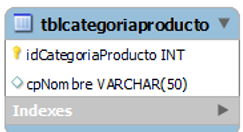 tblcategoriaproducto
idCategoriaProducto INT
cpNombre VARCHAR(50)
Indexes